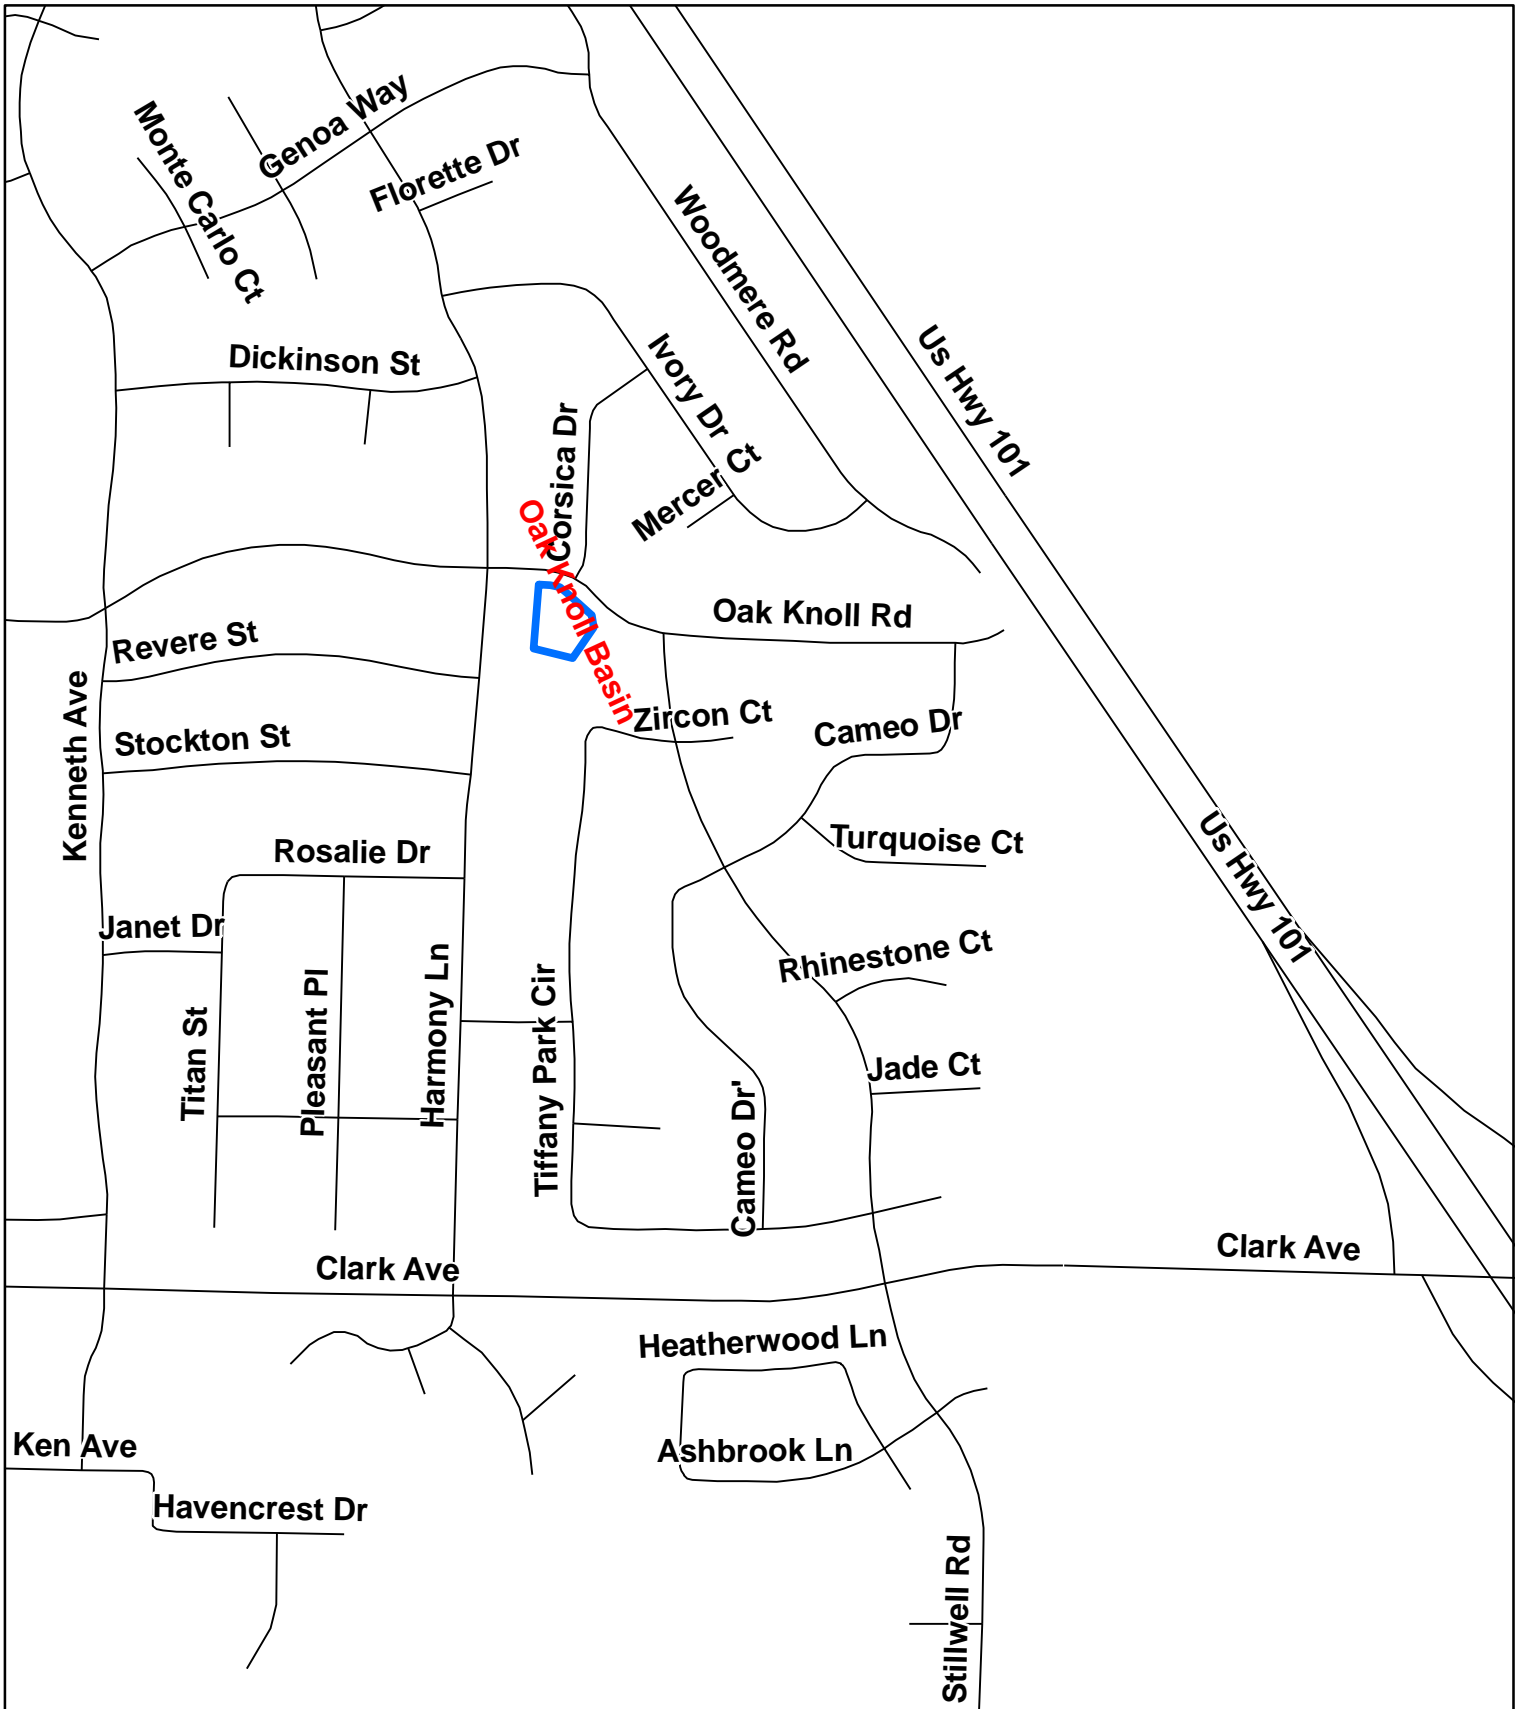 Monte Carlo Ct
Genoa Way
Florette Dr
Woodmere Rd
Us Hwy 101
Dickinson St
Ivory Dr
Corsica Dr
Mercer Ct
Oak Knoll Basin
Oak Knoll Rd
Revere St
Kenneth Ave
Stockton St
Zircon Ct
Cameo Dr
Rosalie Dr
Turquoise Ct
Us Hwy 101
Janet Dr
Rhinestone Ct
Titan St
Pleasant Pl
Harmony Ln
Tiffany Park Cir
Jade Ct
Cameo Dr'
Clark Ave
Clark Ave
Heatherwood Ln
Ken Ave
Ashbrook Ln
Havencrest Dr
Stillwell Rd